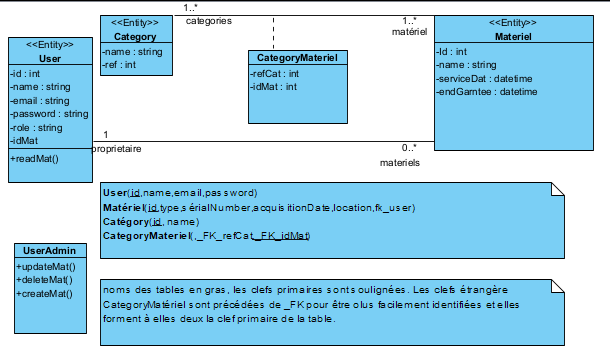 <<Entity>>
User
-id : int
-name : string
-email : string
-password : string
-role : string
-idMat
+readMat()
<<Entity>>
Category
-name : string
-ref : int
1..*
categories
CategoryMateriel
-refCat : int
-idMat : int
1..*
matériel
<<Entity>>
Materiel
-Id : int
-name : string
-serviceDat : datetime
-endGarntee : datetime
1
proprietaire
0..*
materiels
User(id,name,email,password)
Matériel(id,type,sérialNumber,acquisitionDate,location,fk_user)
Catégory(id, name)
CategoryMateriel(,_FK_refCat,_FK_idMat)
UserAdmin
+updateMat()
+deleteMat()
+createMat()
noms des tables en gras, les clefs primaires sonts oulignées. Les clefs étrangère
CategoryMatériel sont précédées de _FK pour être olus facilement identifiées et elles
forment à elles deux la clef primaire de la table.